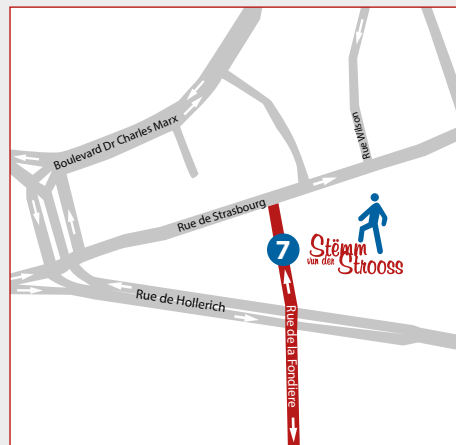 Boulevard Dr Charles Marx
Rue Wilson
Rue de Strasbourg
7
Stëmm
vun der
Strooss
Rue de Hollerich
Rue de la Fondiere